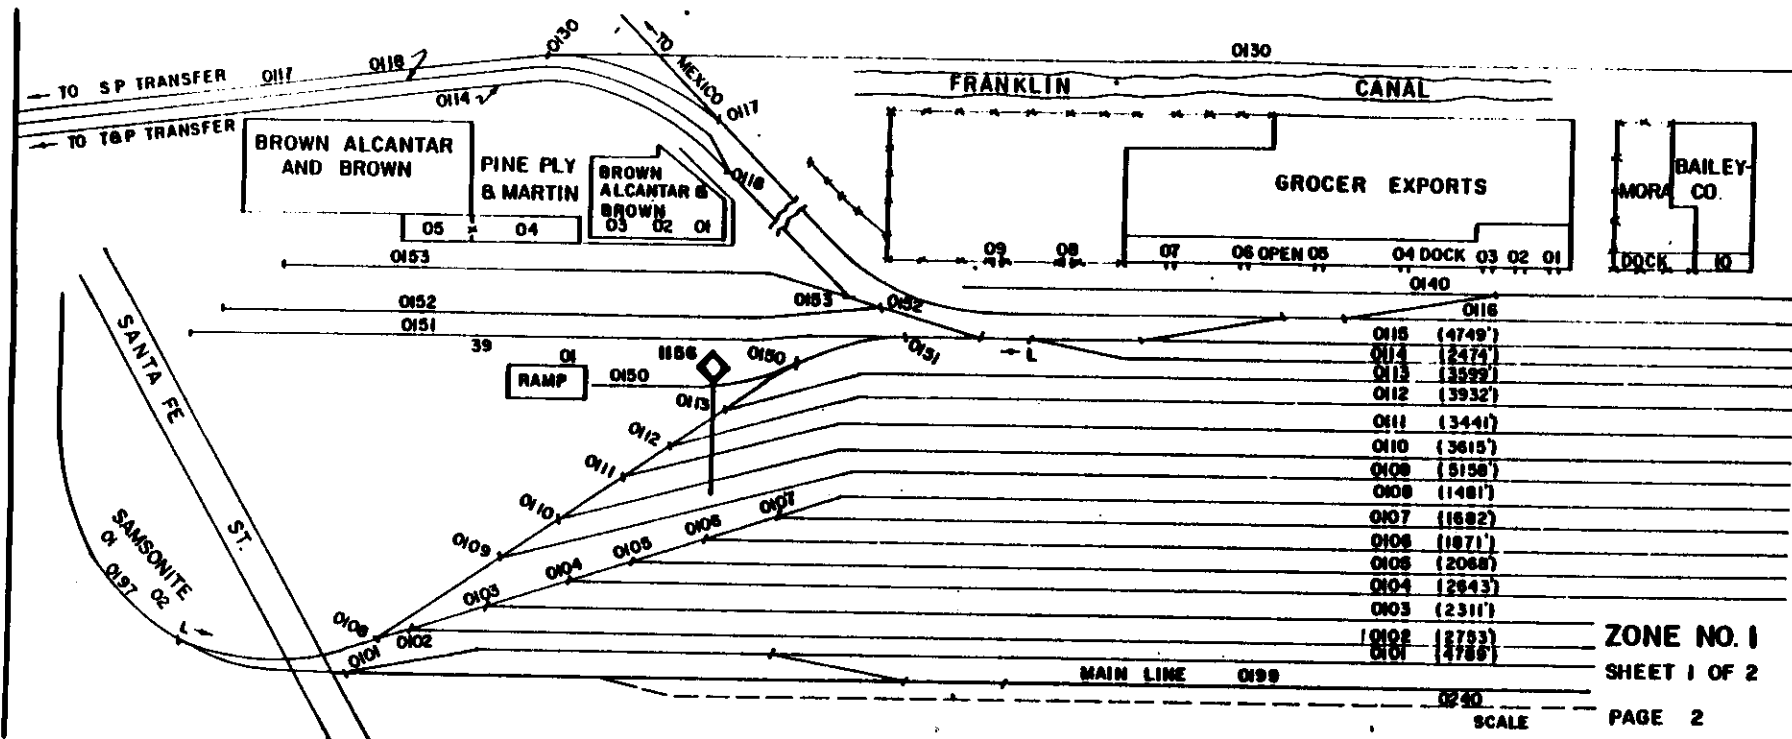 0130
TO MEXICO
0130
TO S P TRANSFER 0117 0118
FRANKLIN CANAL
0114
0117
TO T&P TRANSFER
BROWN ALCANTAR
AND BROWN
PINE PLY
& MARTIN
BROWN
ALCANTAR &
BROWN
03 02 01
05 04
0118
GROCER EXPORTS
MORA
BAILEY
CO.
09 08 07 06 OPEN 05 04 DOCK 03 02 01
DOCK 10
0153
0153
0152
0140
0152
0116
0151
0151
L
0115 (4749')
39
01
1156
0150
0114 (2474')
RAMP
0150
0113 (3599')
0113
0112 (3932')
0112
0111 (3441')
0111
0110 (3615')
0109 (5158')
0110
0107
0108 (1481')
0109
0106
0107 (1682')
0105
0106 (1871')
0104
0105 (2068')
0103
0104 (2643')
0108
0102
0103 (2311')
0101
0102 (2753')
0101 (4789')
SANTA FE ST.
SAMSONITE
01 02
0197
L
MAIN LINE 0199
0240
SCALE
ZONE NO. 1
SHEET 1 OF 2
PAGE 2